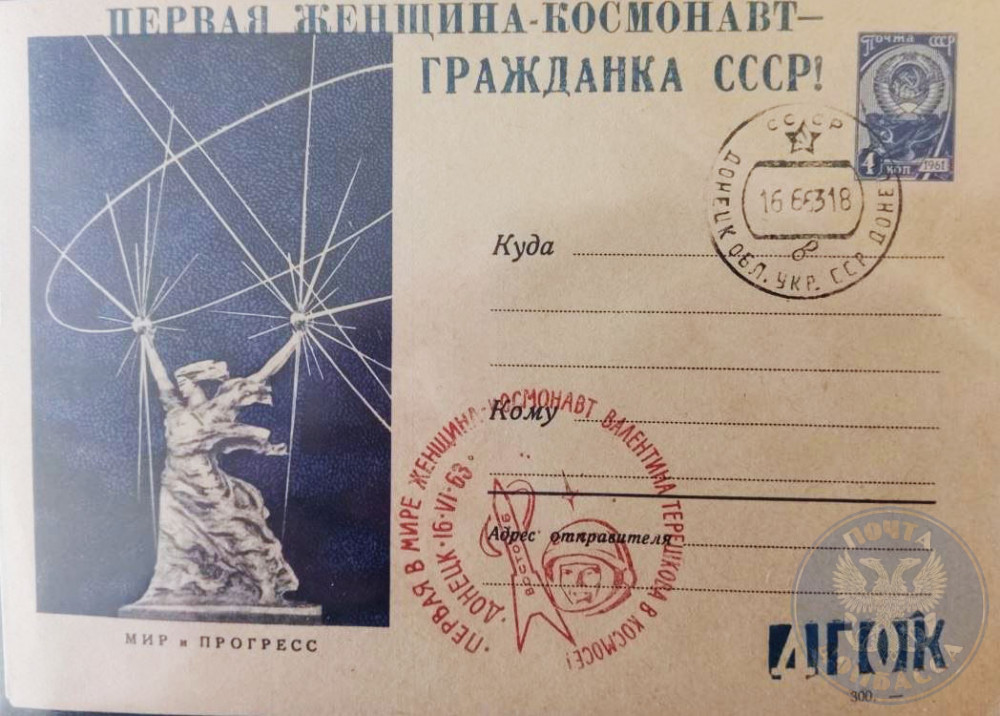 ПЕРВАЯ ЖЕНЩИНА-КОСМОНАВТ–
ГРАЖДАНКА СССР!
Почта СССР
4 КОП. 1961
СССР
ДОНЕЦК ОБЛ. УКР. ССР ДОНЕЦ
16 6 63 18
в
Куда
Кому
Адрес отправителя
ПЕРВАЯ В МИРЕ ЖЕНЩИНА-КОСМОНАВТ ВАЛЕНТИНА ТЕРЕШКОВА В КОСМОСЕ!
ДОНЕЦК·16·VI·63
ВОСТОК 6
МИР и ПРОГРЕСС
ПОЧТА
ДОНБАССА
300. —